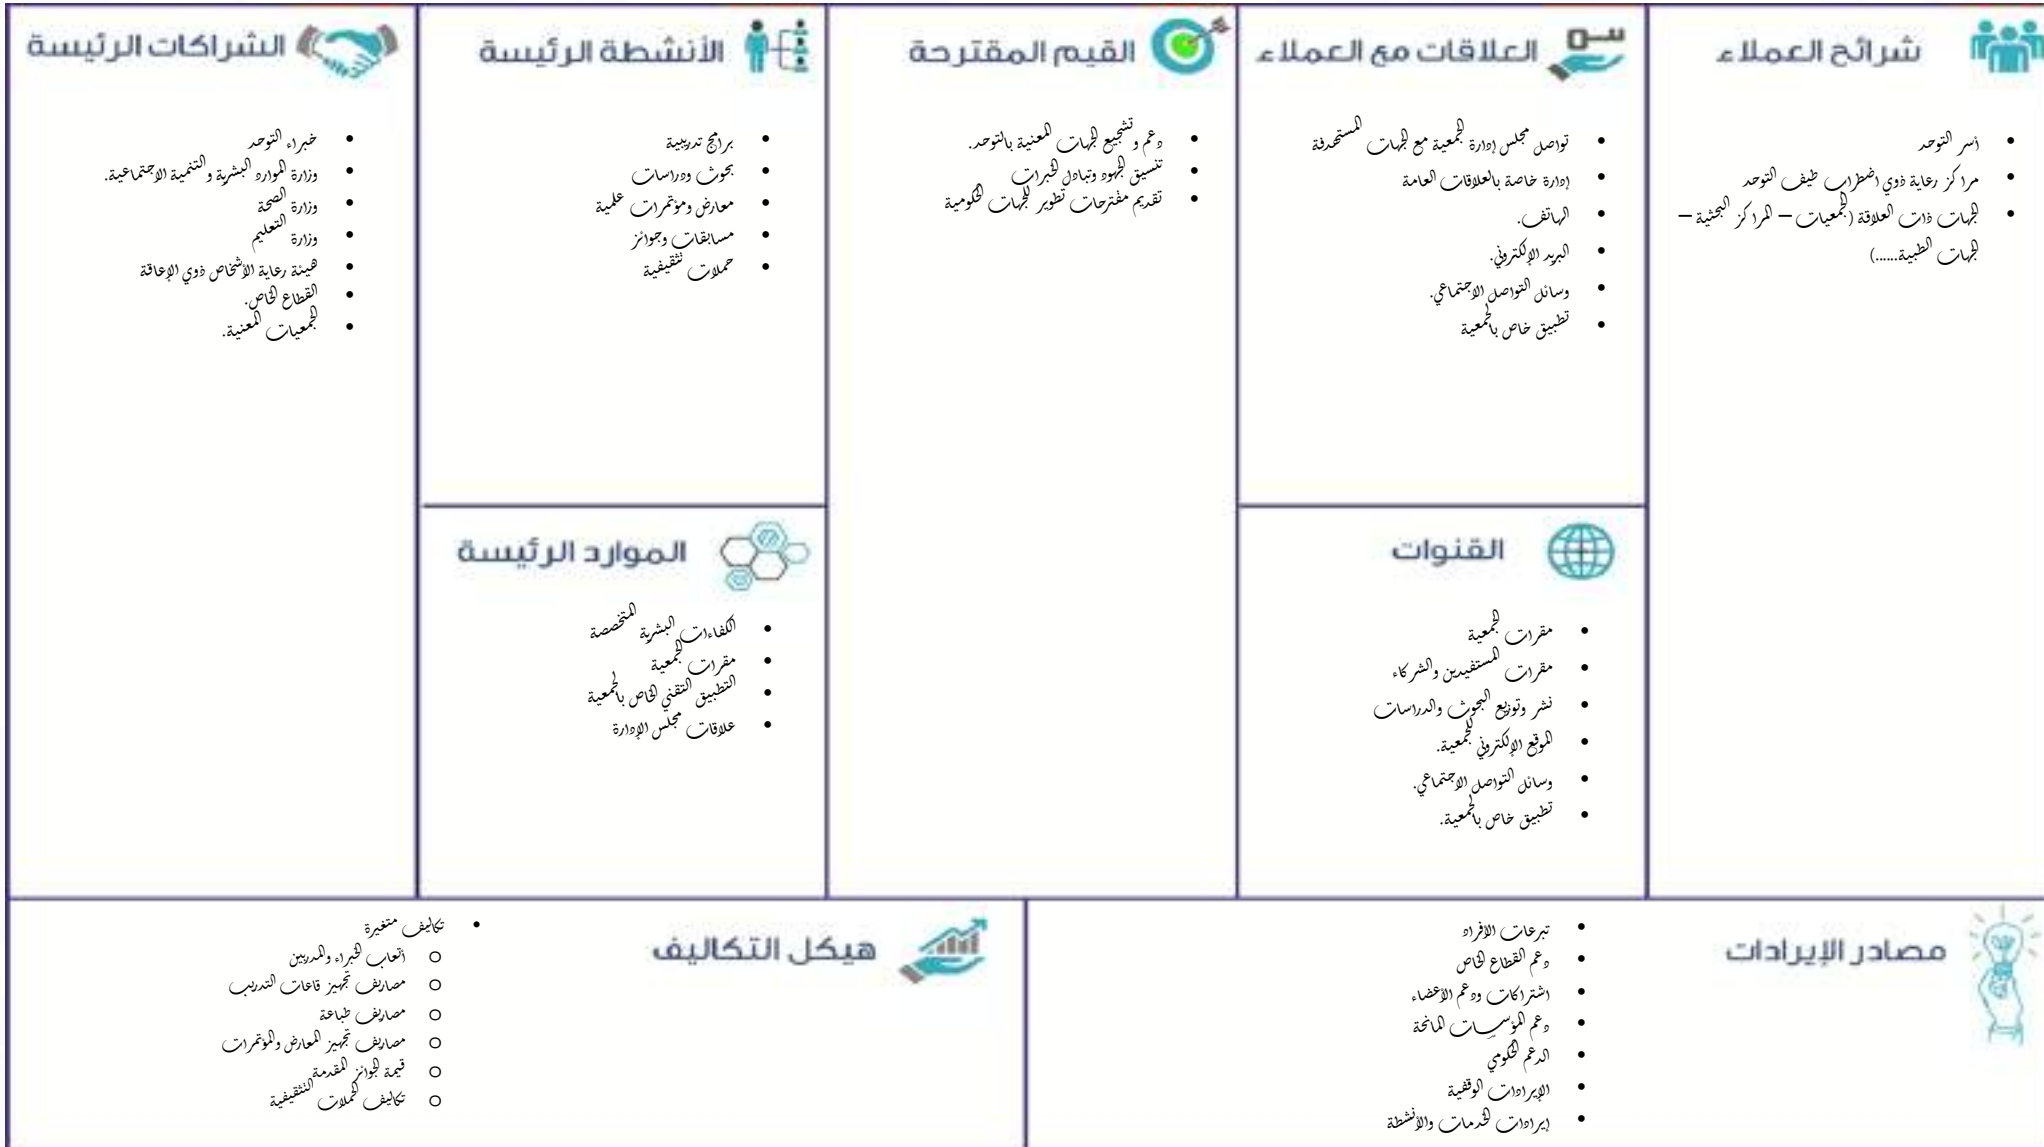 شرائح العملاء
أسر التوحد
مراكز رعاية ذوي اضطراب طيف التوحد
الجهات ذات العلاقة (الجمعيات – المراكز البحثية –
الجهات الطبية......)
العلاقات مع العملاء
تواصل مجلس إدارة الجمعية مع الجهات المستهدفة
إدارة خاصة بالعلاقات العامة
الهاتف.
البريد الإلكتروني.
وسائل التواصل الاجتماعي.
تطبيق خاص بالجمعية
القنوات
مقرات الجمعية
مقرات المستفيدين والشركاء
نشر وتوزيع البحوث والدراسات
الموقع الإلكتروني للجمعية.
وسائل التواصل الاجتماعي.
تطبيق خاص بالجمعية.
القيم المقترحة
دعم وتشجيع الجهات المعنية بالتوحد.
تنسيق الجهود وتبادل الخبرات
تقديم مقترحات تطوير للجهات الحكومية
الأنشطة الرئيسة
برامج تدريبية
بحوث ودراسات
معارض ومؤتمرات علمية
مسابقات وجوائز
حملات تثقيفية
الموارد الرئيسة
الكفاءات البشرية المتخصصة
مقرات الجمعية
التطبيق التقني الخاص بالجمعية
علاقات مجلس الإدارة
الشراكات الرئيسة
خبراء التوحد
وزارة الموارد البشرية والتنمية الاجتماعية.
وزارة الصحة
وزارة التعليم
هيئة رعاية الأشخاص ذوي الإعاقة
القطاع الخاص.
الجمعيات المعنية.
مصادر الإيرادات
تبرعات الأفراد
دعم القطاع الخاص
اشتراكات ودعم الأعضاء
دعم المؤسسات المانحة
الدعم الحكومي
الإيرادات الوقفية
إيرادات الخدمات والأنشطة
هيكل التكاليف
تكاليف متغيرة
أتعاب الخبراء والمدربين
مصاريف تجهيز قاعات التدريب
مصاريف طباعة
مصاريف تجهيز المعارض والمؤتمرات
قيمة الجوائز المقدمة
تكاليف الحملات التثقيفية